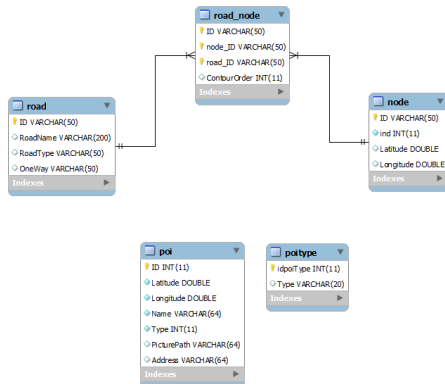 road_node
ID VARCHAR(50)
node_ID VARCHAR(50)
road_ID VARCHAR(50)
ContourOrder INT(11)
Indexes
road
ID VARCHAR(50)
RoadName VARCHAR(200)
RoadType VARCHAR(50)
OneWay VARCHAR(50)
Indexes
node
ID VARCHAR(50)
ind INT(11)
Latitude DOUBLE
Longitude DOUBLE
Indexes
poi
ID INT(11)
Latitude DOUBLE
Longitude DOUBLE
Name VARCHAR(64)
Type INT(11)
PicturePath VARCHAR(64)
Address VARCHAR(64)
Indexes
poitype
idpoiType INT(11)
Type VARCHAR(20)
Indexes